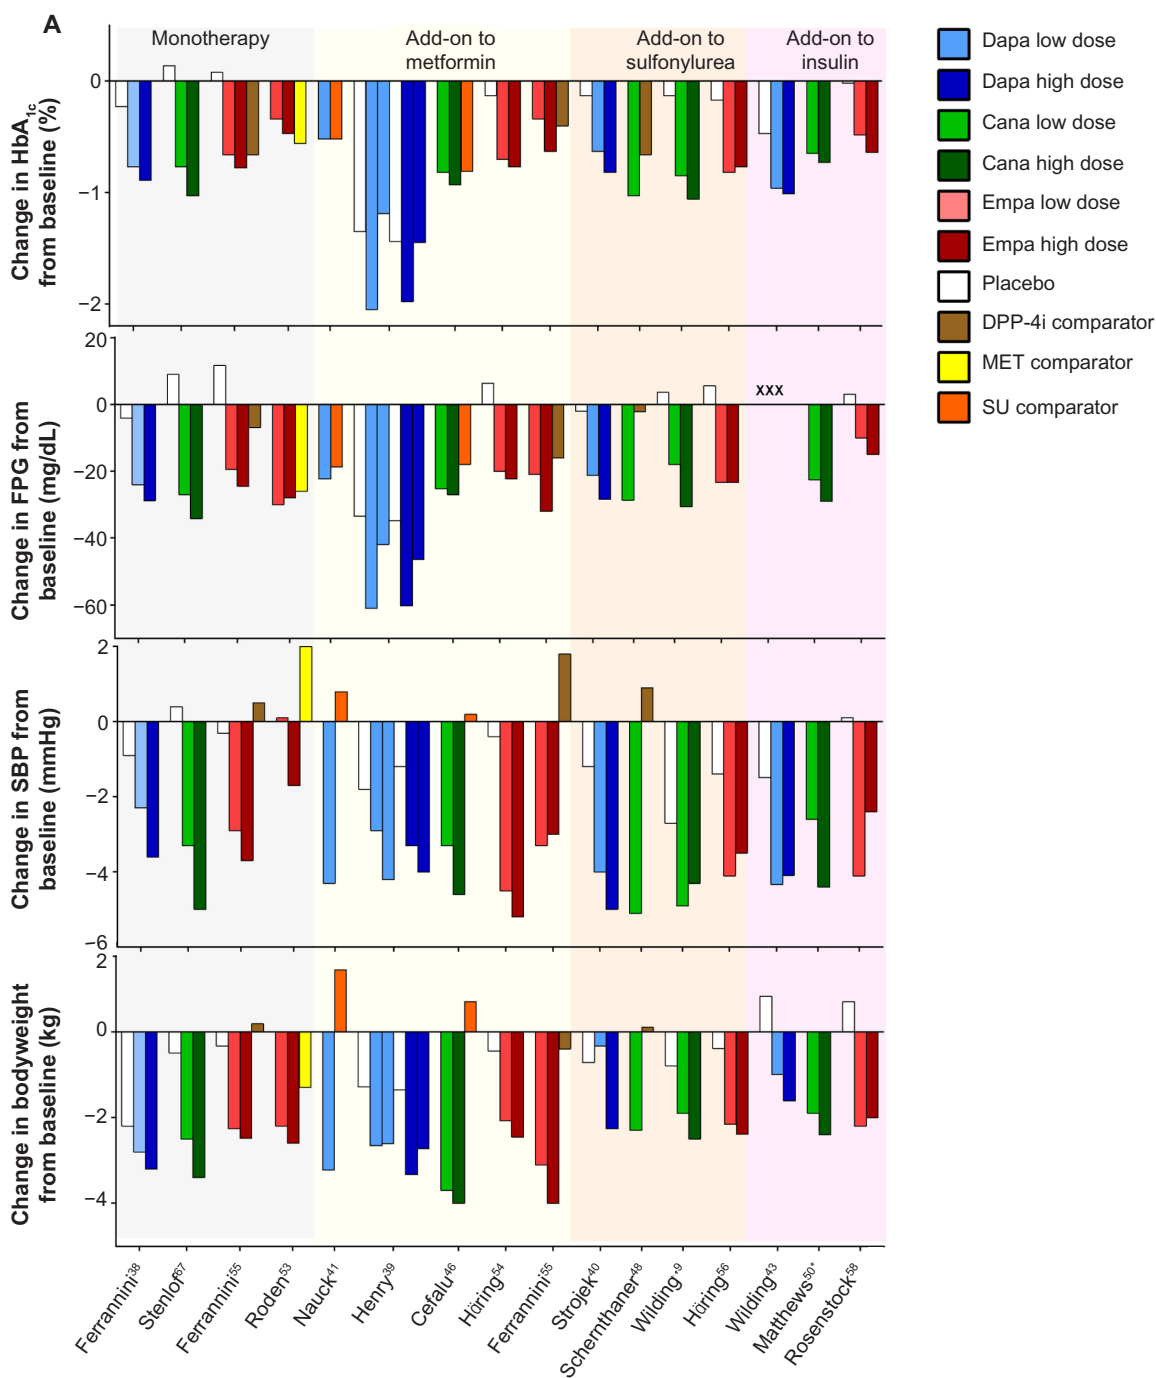 A
Monotherapy
Add-on to
metformin
Add-on to
sulfonylurea
Add-on to
insulin
Change in HbA1c
from baseline (%)
0
−1
−2
Change in FPG from
baseline (mg/dL)
20
0
−20
−40
−60
xxx
Change in SBP from
baseline (mmHg)
2
0
−2
−4
−6
Change in bodyweight
from baseline (kg)
2
0
−2
−4
Ferrannini38
Stenlof67
Ferrannini55
Roden53
Nauck41
Henry39
Cefalu46
Höring54
Ferrannini55
Strojek40
Schernthaner48
Wilding*9
Höring56
Wilding43
Matthews50*
Rosenstock58
Dapa low dose
Dapa high dose
Cana low dose
Cana high dose
Empa low dose
Empa high dose
Placebo
DPP-4i comparator
MET comparator
SU comparator